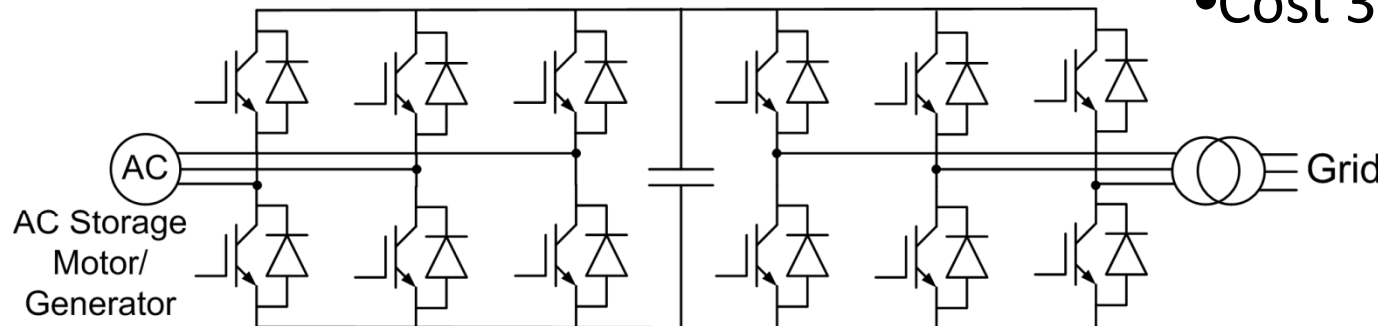 •Cost 3
AC
AC Storage
Motor/
Generator
Grid